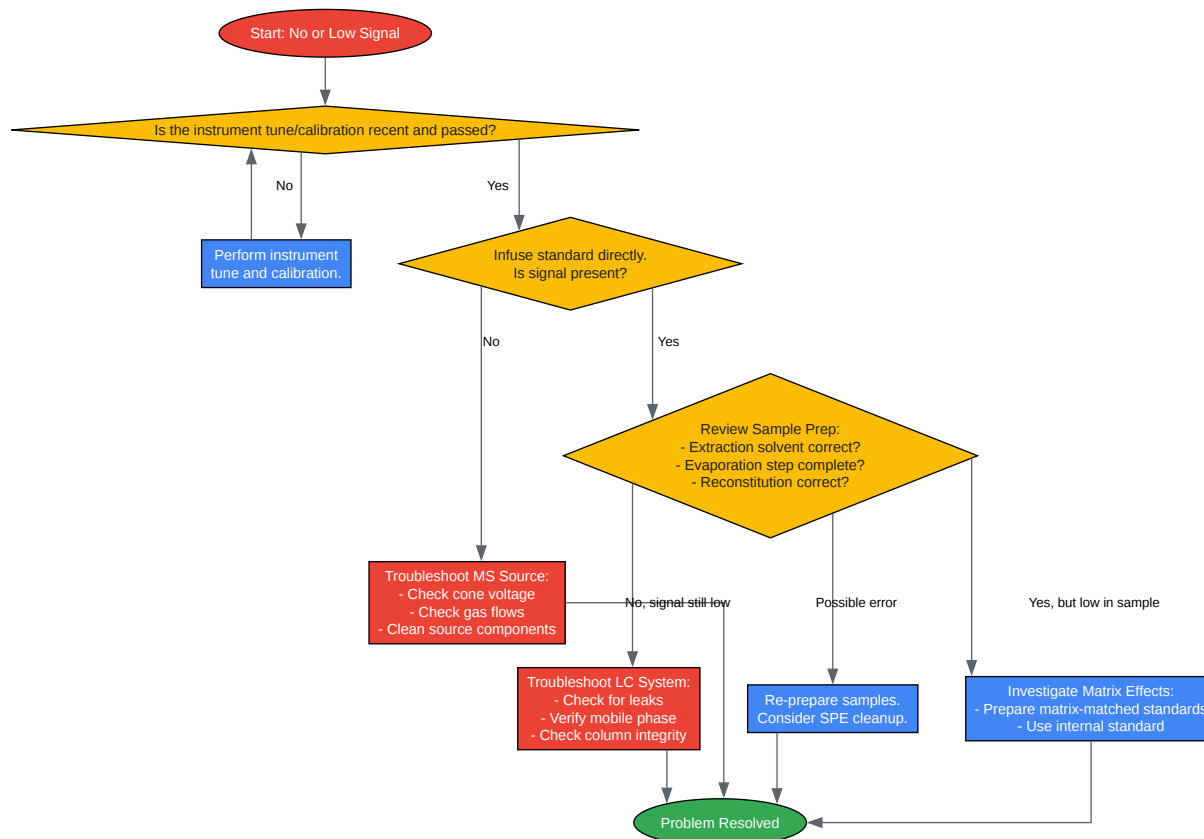 Start: No or Low Signal
Is the instrument tune/calibration recent and passed?
No
Yes
Perform instrument
tune and calibration.
Infuse standard directly.
Is signal present?
No
Yes
Review Sample Prep:
- Extraction solvent correct?
- Evaporation step complete?
- Reconstitution correct?
Troubleshoot MS Source:
- Check cone voltage
- Check gas flows
- Clean source components
No, signal still low
Possible error
Yes, but low in sample
Troubleshoot LC System:
- Check for leaks
- Verify mobile phase
- Check column integrity
Re-prepare samples.
Consider SPE cleanup.
Investigate Matrix Effects:
- Prepare matrix-matched standards
- Use internal standard
Problem Resolved